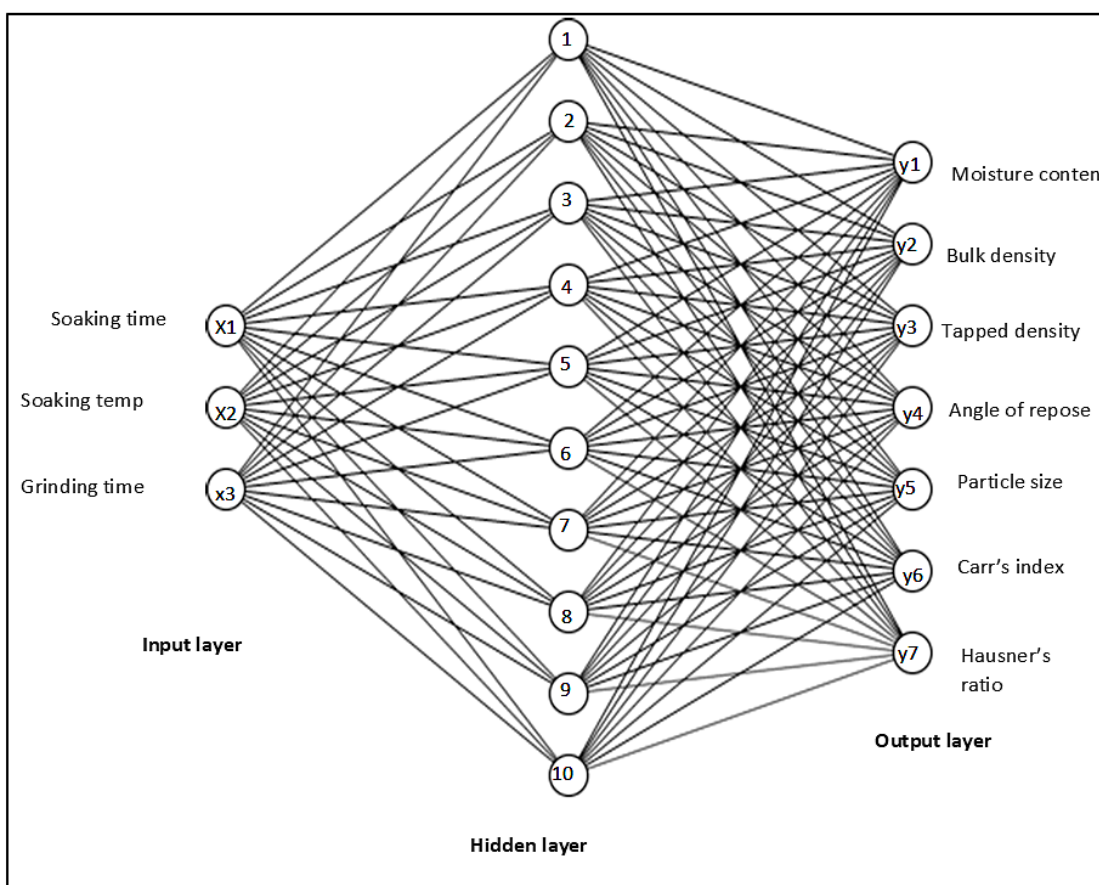 Soaking time
Soaking temp
Grinding time
Input layer
X1
X2
x3
1
2
3
4
5
6
7
8
9
10
Hidden layer
y1
y2
y3
y4
y5
y6
y7
Moisture conten
Bulk density
Tapped density
Angle of repose
Particle size
Carr’s index
Hausner’s
ratio
Output layer